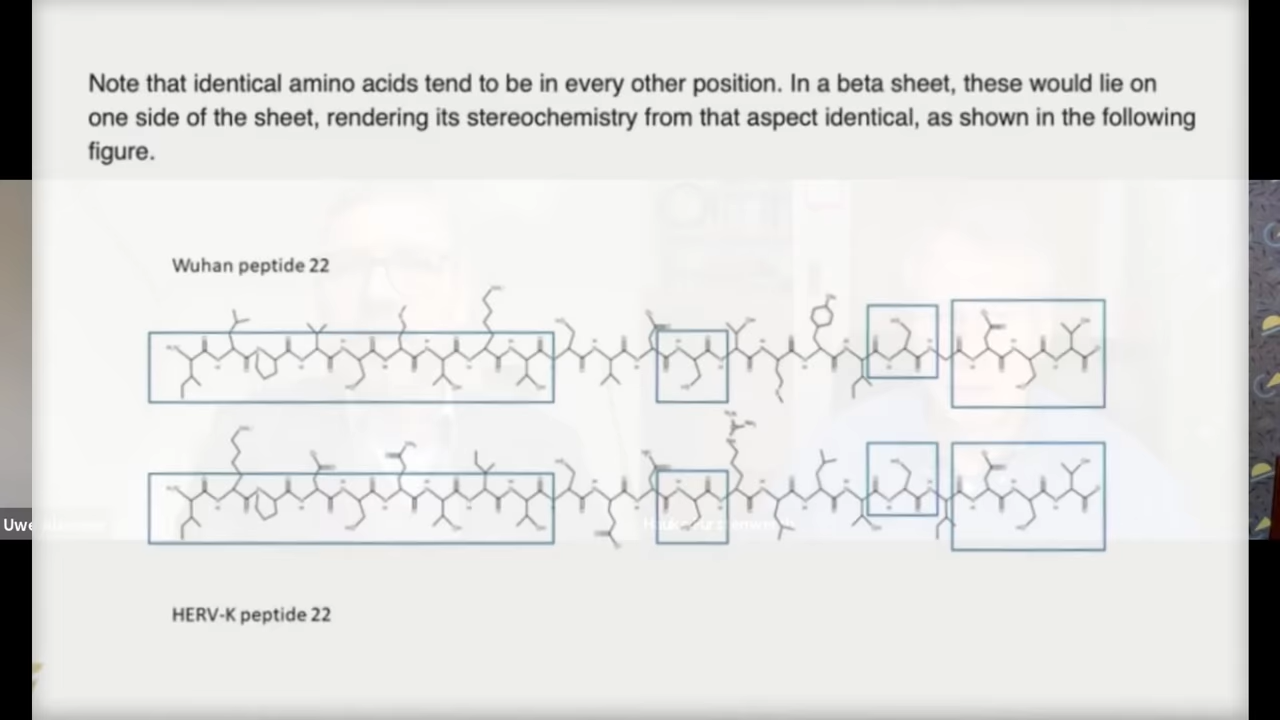 Note that identical amino acids tend to be in every other position. In a beta sheet, these would lie on
one side of the sheet, rendering its stereochemistry from that aspect identical, as shown in the following
figure.
Wuhan peptide 22
Uwe
HERV-K peptide 22